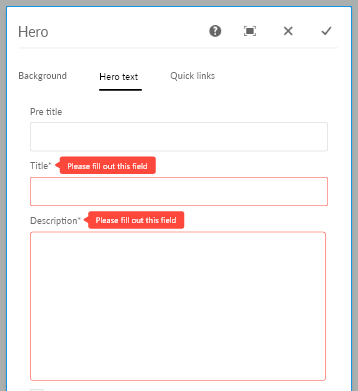 Hero
Background Hero text Quick links
Pre title
Title* Please fill out this field
Description* Please fill out this field